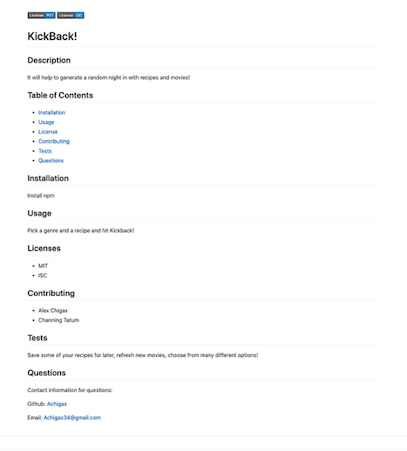 License MIT License ISC
KickBack!
Description
It will help to generate a random night in with recipes and movies!
Table of Contents
• Installation
• Usage
• License
• Contributing
• Tests
• Questions
Installation
Install npm
Usage
Pick a genre and a recipe and hit Kickback!
Licenses
• MIT
• ISC
Contributing
• Alex Chigas
• Channing Tatum
Tests
Save some of your recipes for later, refresh new movies, choose from many different options!
Questions
Contact information for questions:
Github: Achigas
Email: Achigas34@gmail.com